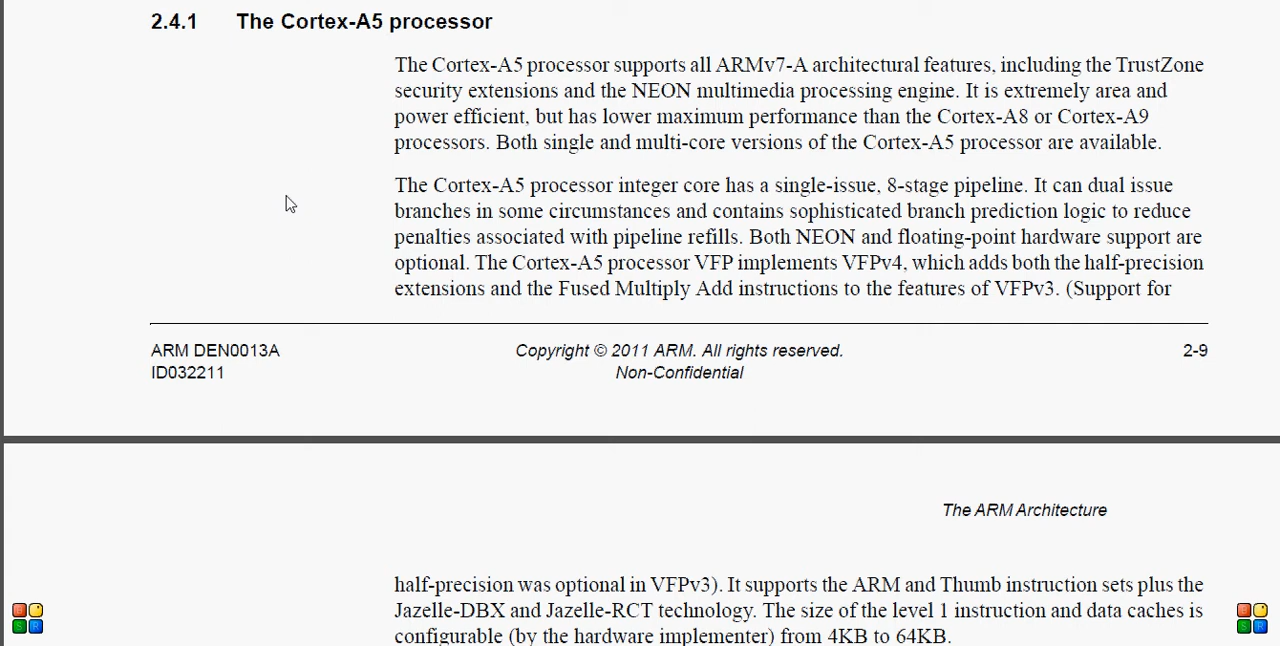 2.4.1 The Cortex-A5 processor
The Cortex-A5 processor supports all ARMv7-A architectural features, including the TrustZone
security extensions and the NEON multimedia processing engine. It is extremely area and
power efficient, but has lower maximum performance than the Cortex-A8 or Cortex-A9
processors. Both single and multi-core versions of the Cortex-A5 processor are available.
The Cortex-A5 processor integer core has a single-issue, 8-stage pipeline. It can dual issue
branches in some circumstances and contains sophisticated branch prediction logic to reduce
penalties associated with pipeline refills. Both NEON and floating-point hardware support are
optional. The Cortex-A5 processor VFP implements VFPv4, which adds both the half-precision
extensions and the Fused Multiply Add instructions to the features of VFPv3. (Support for
ARM DEN0013A Copyright © 2011 ARM. All rights reserved. 2-9
ID032211 Non-Confidential
The ARM Architecture
half-precision was optional in VFPv3). It supports the ARM and Thumb instruction sets plus the
Jazelle-DBX and Jazelle-RCT technology. The size of the level 1 instruction and data caches is
configurable (by the hardware implementer) from 4KB to 64KB.